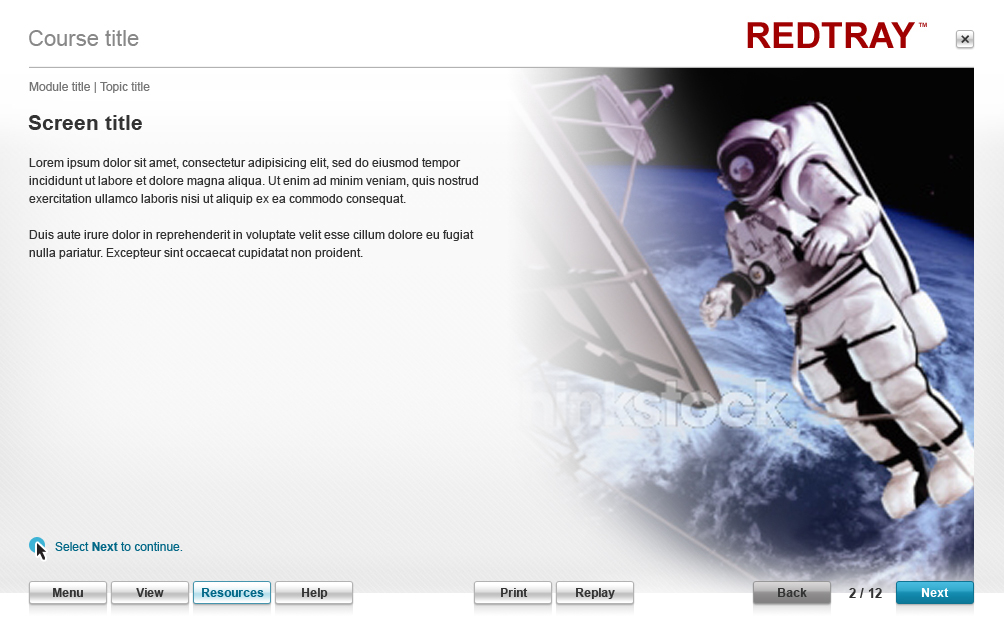 Course title
REDTRAY™
Module title | Topic title
Screen title
Lorem ipsum dolor sit amet, consectetur adipisicing elit, sed do eiusmod tempor
incididunt ut labore et dolore magna aliqua. Ut enim ad minim veniam, quis nostrud
exercitation ullamco laboris nisi ut aliquip ex ea commodo consequat.
Duis aute irure dolor in reprehenderit in voluptate velit esse cillum dolore eu fugiat
nulla pariatur. Excepteur sint occaecat cupidatat non proident.
inkstock
Select Next to continue.
Menu View Resources Help Print Replay Back 2 / 12 Next